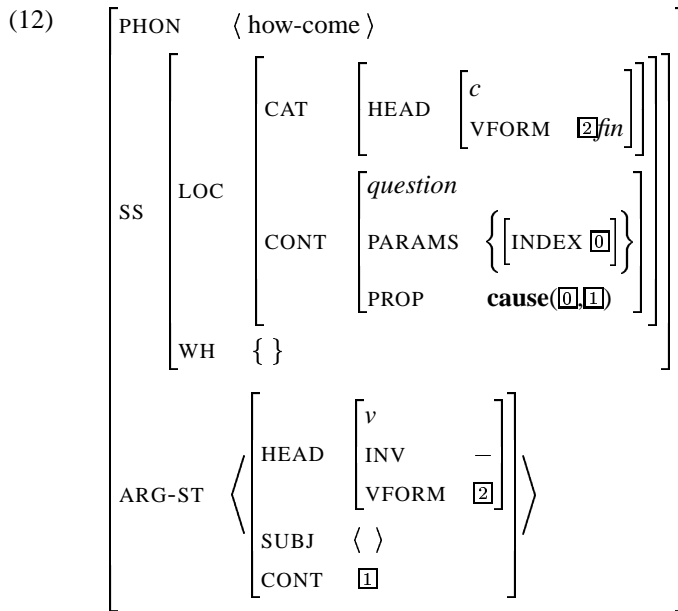 (12)
PHON ⟨ how-come ⟩
c
CAT HEAD
VFORM 2 fin
LOC
question
SS
CONT PARAMS { [ INDEX 0 ] }
PROP cause(0,1)
WH { }
v
HEAD INV −
VFORM 2
ARG-ST ⟨ ⟩
SUBJ ⟨ ⟩
CONT 1